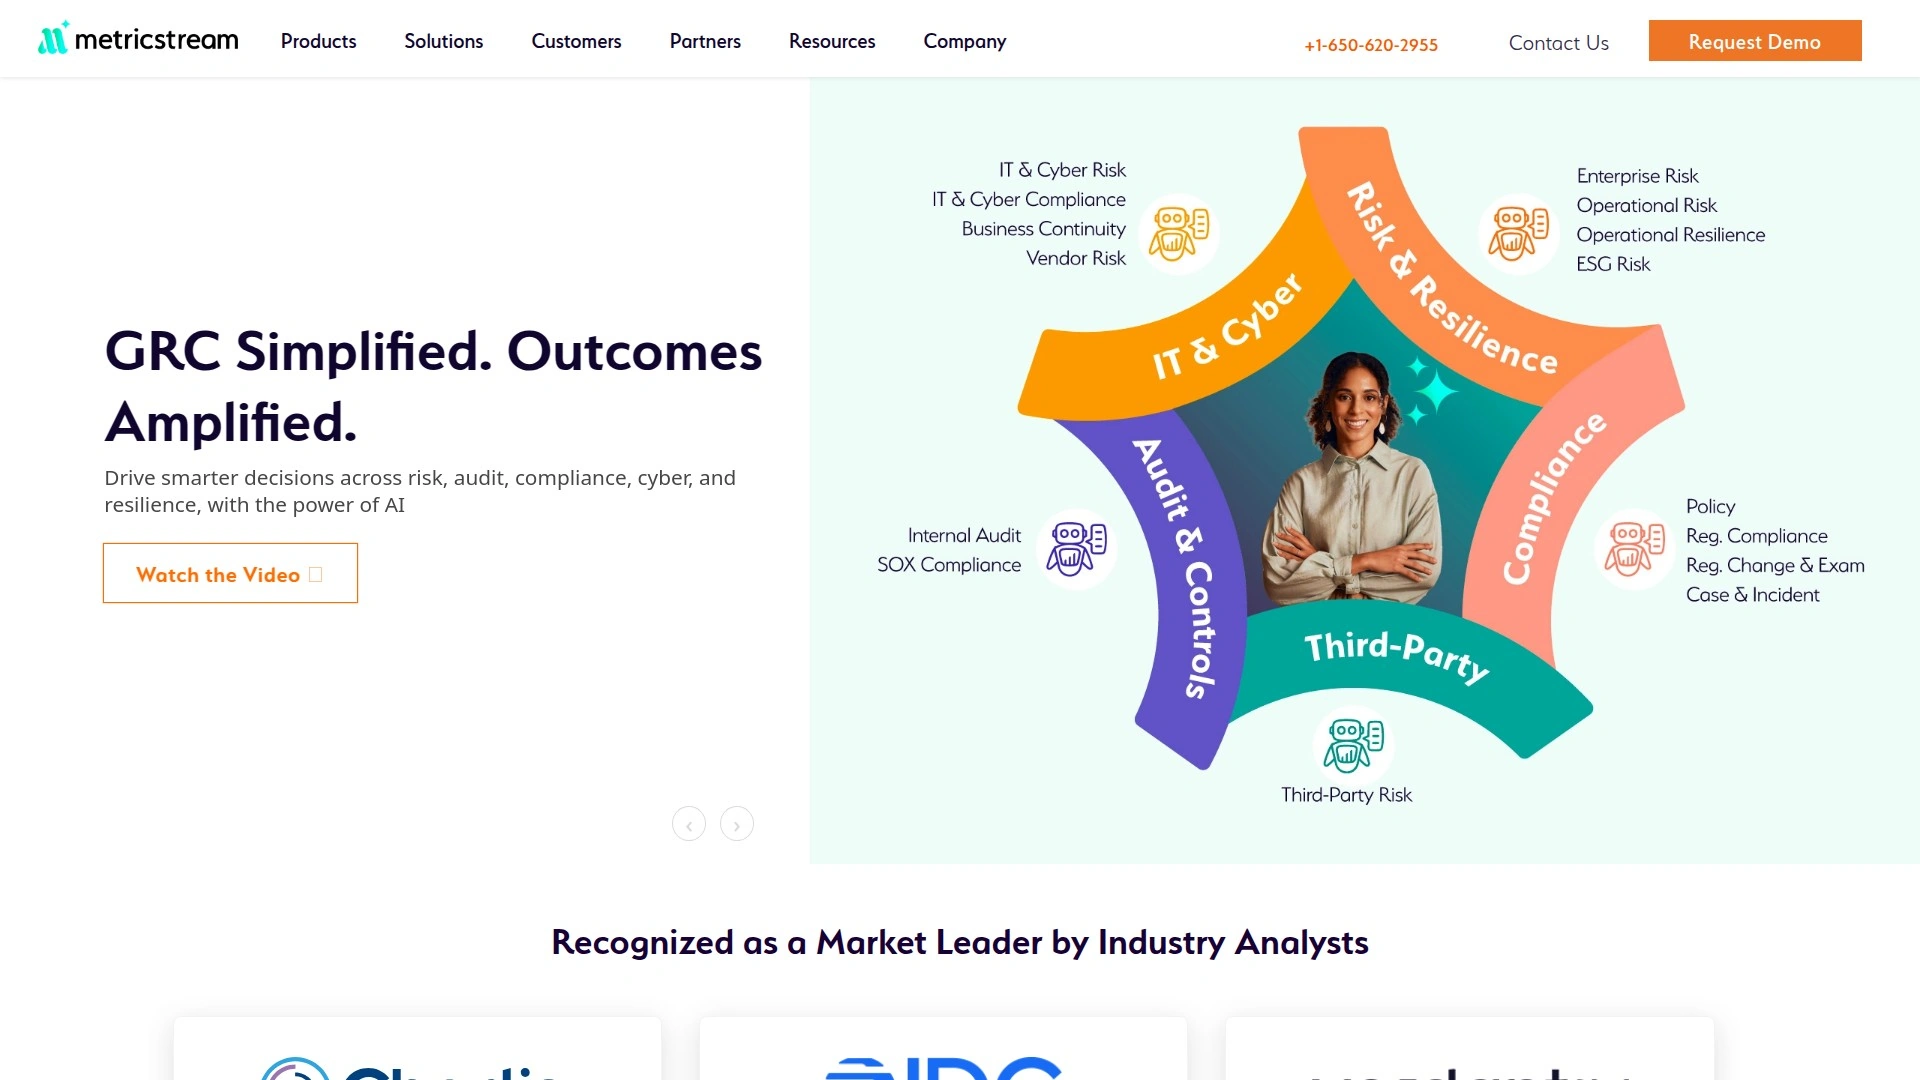 metricstream
Products
Solutions
Customers
Partners
Resources
Company
+1-650-620-2955
Contact Us
Request Demo
GRC Simplified. Outcomes
Amplified.
Drive smarter decisions across risk, audit, compliance, cyber, and
resilience, with the power of AI
Watch the Video
IT & Cyber Risk
IT & Cyber Compliance
Business Continuity
Vendor Risk
Enterprise Risk
Operational Risk
Operational Resilience
ESG Risk
IT & Cyber
Risk & Resilience
Audit & Controls
Compliance
Third-Party
Internal Audit
SOX Compliance
Policy
Reg. Compliance
Reg. Change & Exam
Case & Incident
Third-Party Risk
Recognized as a Market Leader by Industry Analysts
IDC